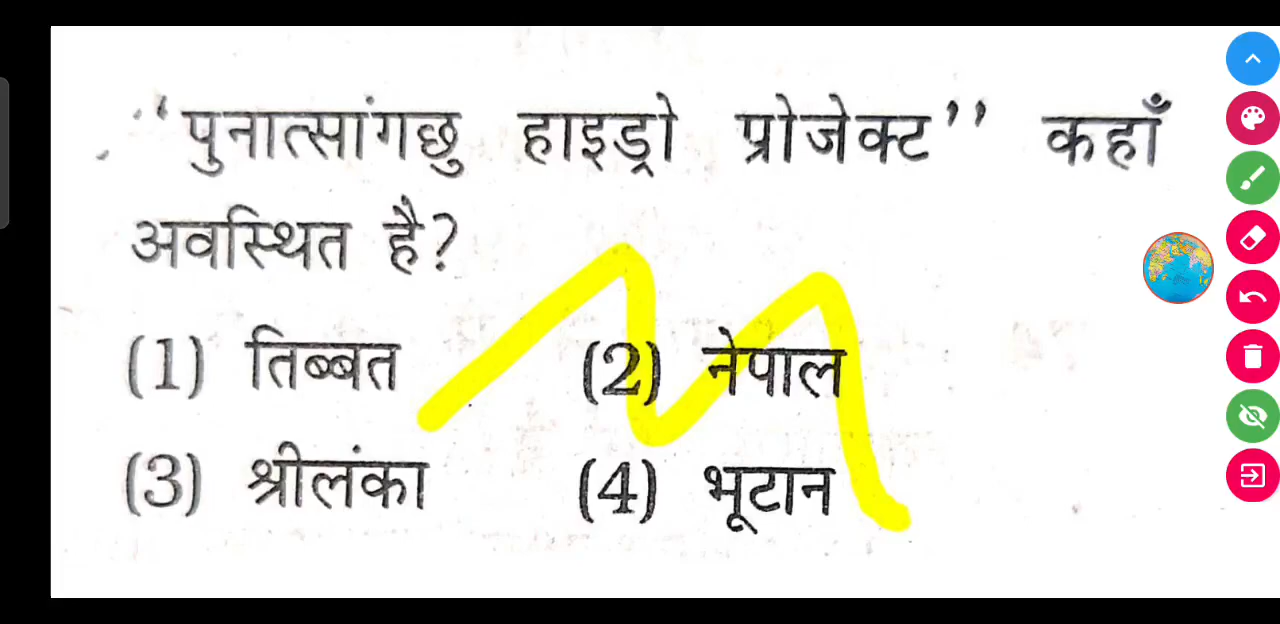 “पुनात्सांगछु हाइड्रो प्रोजेक्ट’’ कहाँ
अवस्थित है?
(1) तिब्बत (2) नेपाल
(3) श्रीलंका (4) भूटान